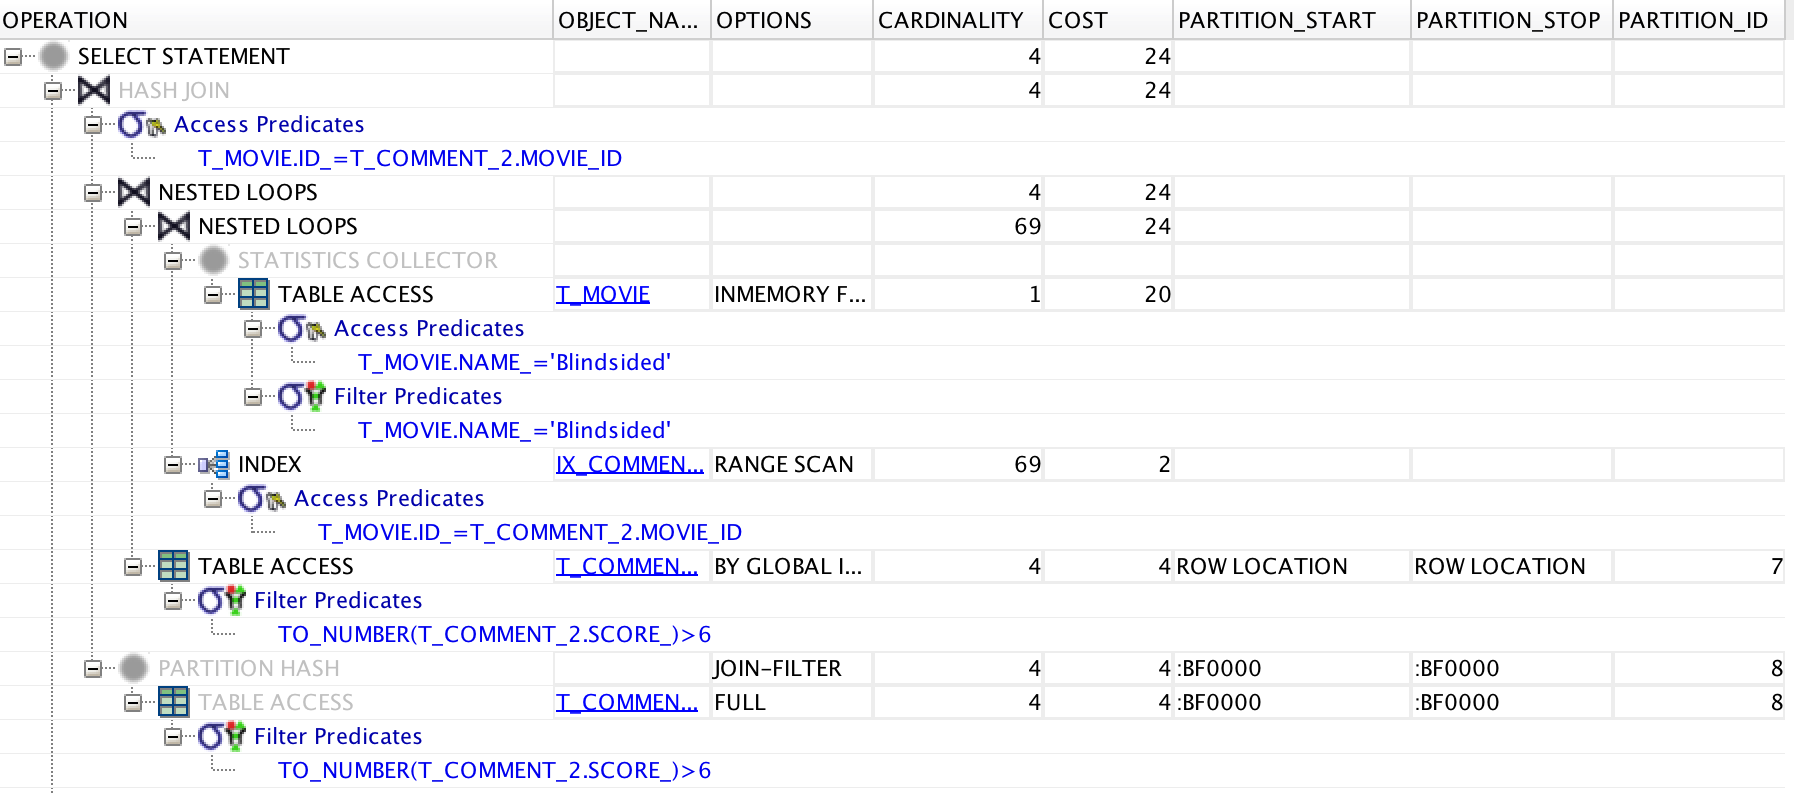 OPERATION OBJECT_NA... OPTIONS CARDINALITY COST PARTITION_START PARTITION_STOP PARTITION_ID
SELECT STATEMENT 4 24
HASH JOIN 4 24
Access Predicates
T_MOVIE.ID_=T_COMMENT_2.MOVIE_ID
NESTED LOOPS 4 24
NESTED LOOPS 69 24
STATISTICS COLLECTOR
TABLE ACCESS T_MOVIE INMEMORY F... 1 20
Access Predicates
T_MOVIE.NAME_='Blindsided'
Filter Predicates
T_MOVIE.NAME_='Blindsided'
INDEX IX_COMMEN... RANGE SCAN 69 2
Access Predicates
T_MOVIE.ID_=T_COMMENT_2.MOVIE_ID
TABLE ACCESS T_COMMEN... BY GLOBAL I... 4 4 ROW LOCATION ROW LOCATION 7
Filter Predicates
TO_NUMBER(T_COMMENT_2.SCORE_)>6
PARTITION HASH JOIN-FILTER 4 4 :BF0000 :BF0000 8
TABLE ACCESS T_COMMEN... FULL 4 4 :BF0000 :BF0000 8
Filter Predicates
TO_NUMBER(T_COMMENT_2.SCORE_)>6